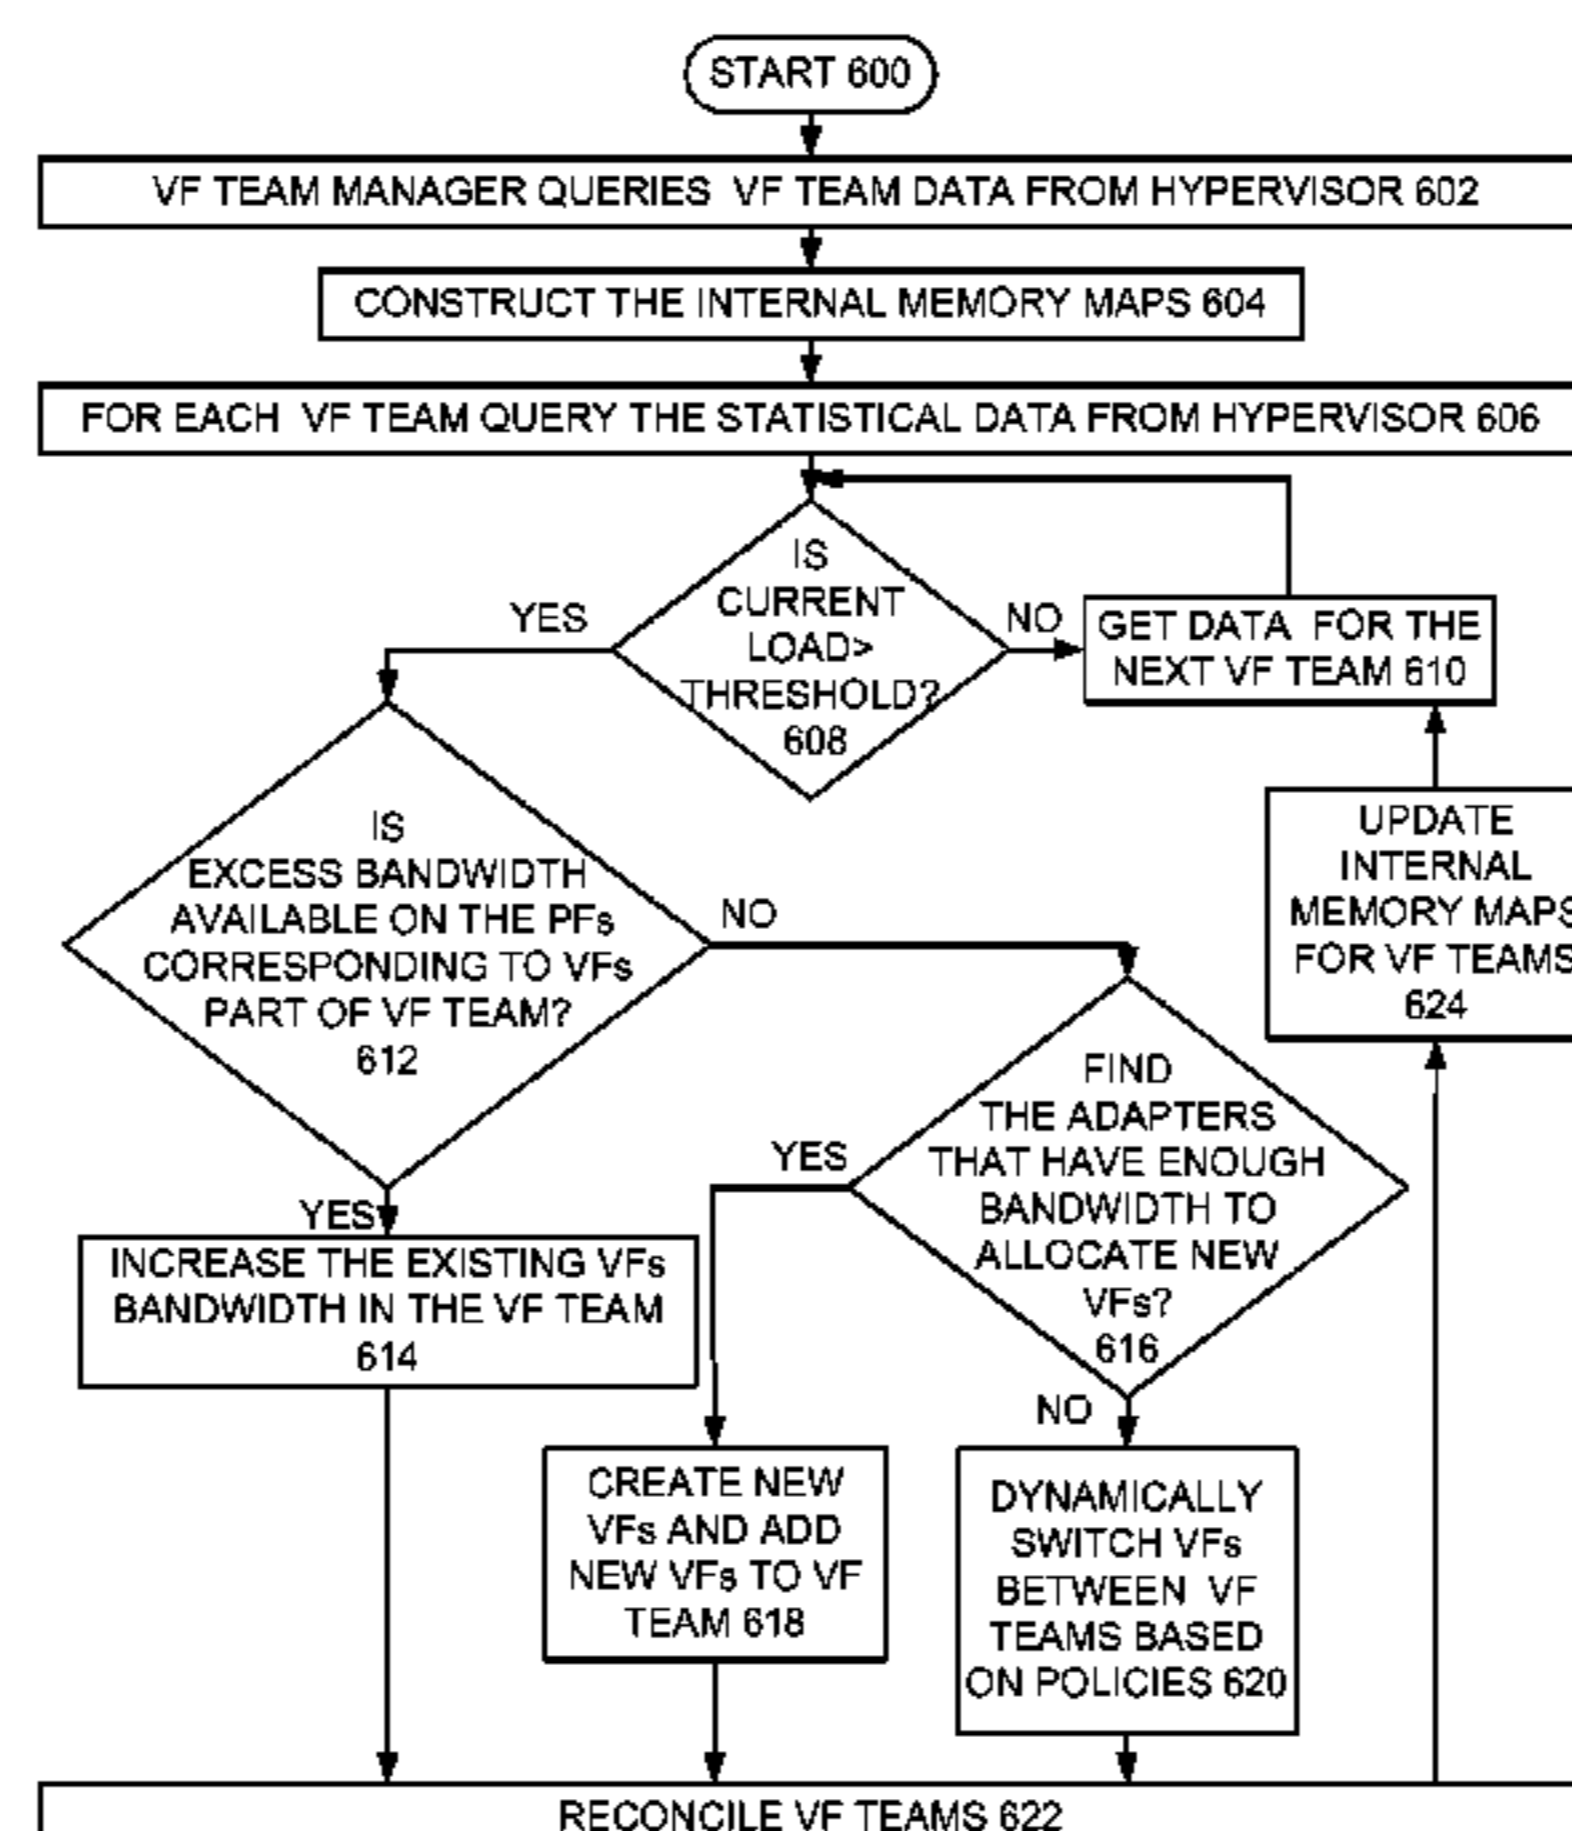 START 600
VF TEAM MANAGER QUERIES VF TEAM DATA FROM HYPERVISOR 602
CONSTRUCT THE INTERNAL MEMORY MAPS 604
FOR EACH VF TEAM QUERY THE STATISTICAL DATA FROM HYPERVISOR 606
IS
CURRENT
LOAD>
THRESHOLD?
608
YES
NO
GET DATA FOR THE
NEXT VF TEAM 610
IS
EXCESS BANDWIDTH
AVAILABLE ON THE PFs
CORRESPONDING TO VFs
PART OF VF TEAM?
612
NO
YES
UPDATE
INTERNAL
MEMORY MAPS
FOR VF TEAMS
624
FIND
THE ADAPTERS
THAT HAVE ENOUGH
BANDWIDTH TO
ALLOCATE NEW
VFs?
616
YES
NO
INCREASE THE EXISTING VFs
BANDWIDTH IN THE VF TEAM
614
CREATE NEW
VFs AND ADD
NEW VFs TO VF
TEAM 618
DYNAMICALLY
SWITCH VFs
BETWEEN VF
TEAMS BASED
ON POLICIES 620
RECONCILE VF TEAMS 622